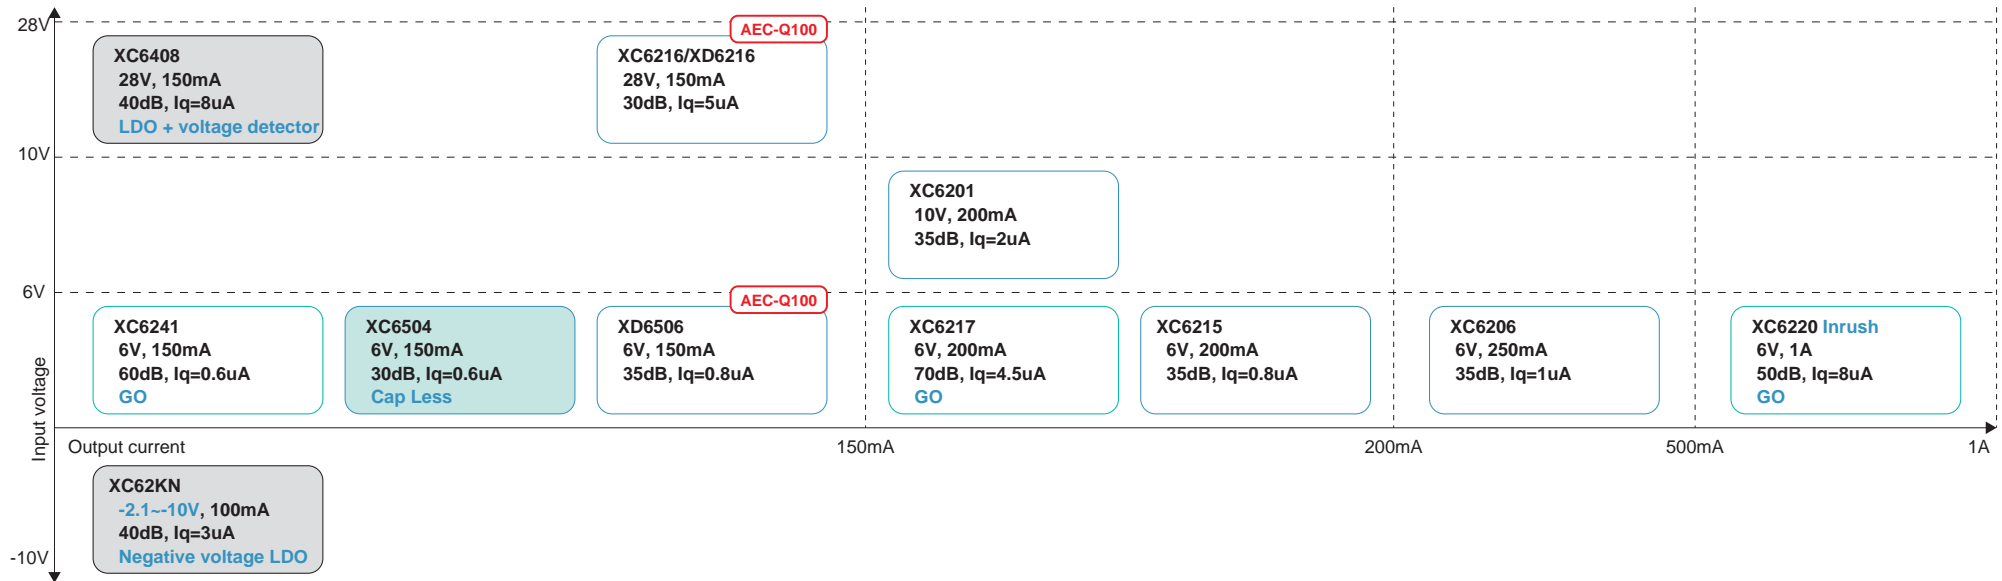 28V
AEC-Q100
XC6408
28V, 150mA
40dB, Iq=8uA
LDO + voltage detector
XC6216/XD6216
28V, 150mA
30dB, Iq=5uA
10V
XC6201
10V, 200mA
35dB, Iq=2uA
6V
AEC-Q100
XC6241
6V, 150mA
60dB, Iq=0.6uA
GO
XC6504
6V, 150mA
30dB, Iq=0.6uA
Cap Less
XD6506
6V, 150mA
35dB, Iq=0.8uA
XC6217
6V, 200mA
70dB, Iq=4.5uA
GO
XC6215
6V, 200mA
35dB, Iq=0.8uA
XC6206
6V, 250mA
35dB, Iq=1uA
XC6220 Inrush
6V, 1A
50dB, Iq=8uA
GO
Input voltage
Output current
150mA
200mA
500mA
1A
XC62KN
-2.1~-10V, 100mA
40dB, Iq=3uA
Negative voltage LDO
-10V